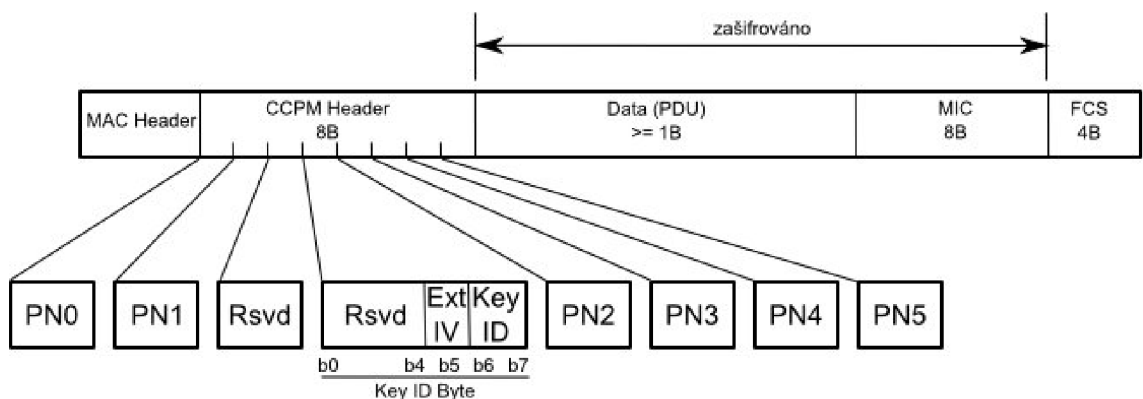 zašifrováno
MAC Header
CCPM Header
8B
Data (PDU)
>= 1B
MIC
8B
FCS
4B
PN0
PN1
Rsvd
Rsvd
Ext
IV
Key
ID
PN2
PN3
PN4
PN5
b0 b4 b5 b6 b7
Key ID Byte